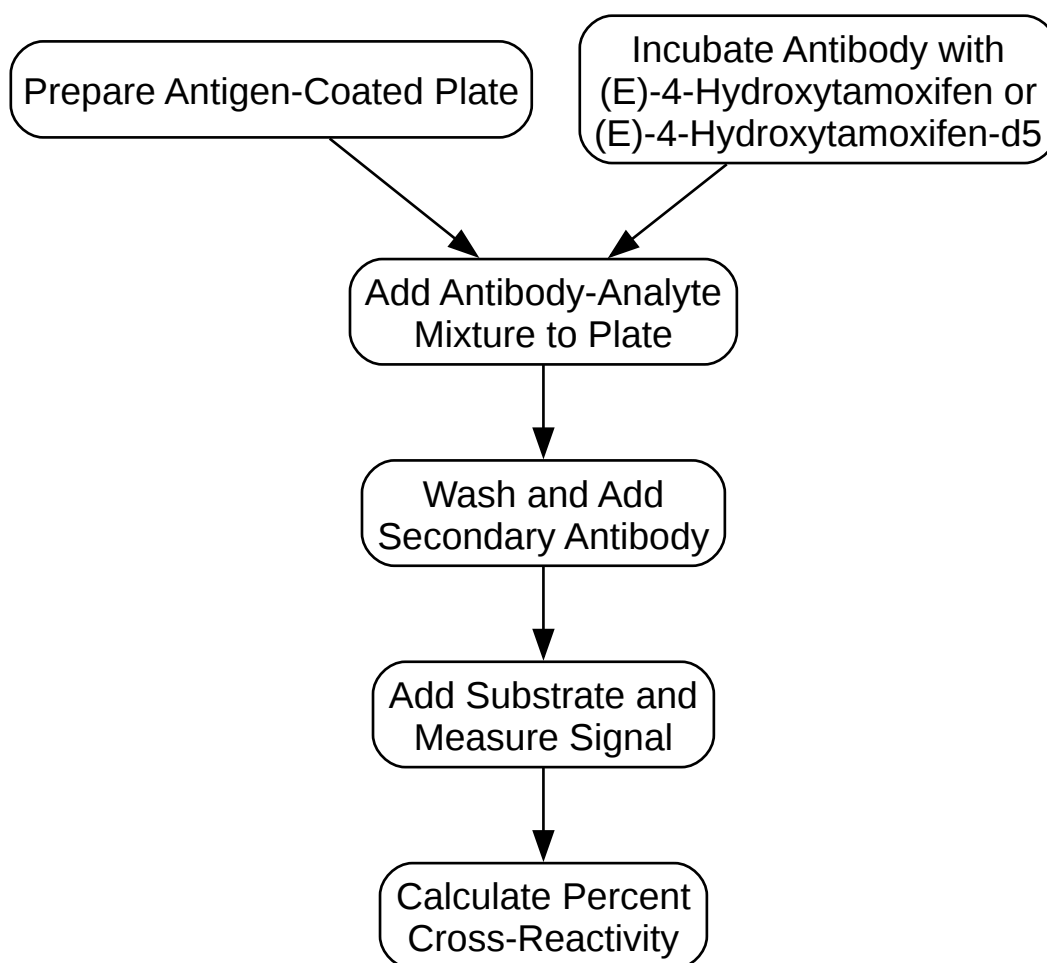 Prepare Antigen-Coated Plate
Incubate Antibody with
(E)-4-Hydroxytamoxifen or
(E)-4-Hydroxytamoxifen-d5
Add Antibody-Analyte
Mixture to Plate
Wash and Add
Secondary Antibody
Add Substrate and
Measure Signal
Calculate Percent
Cross-Reactivity